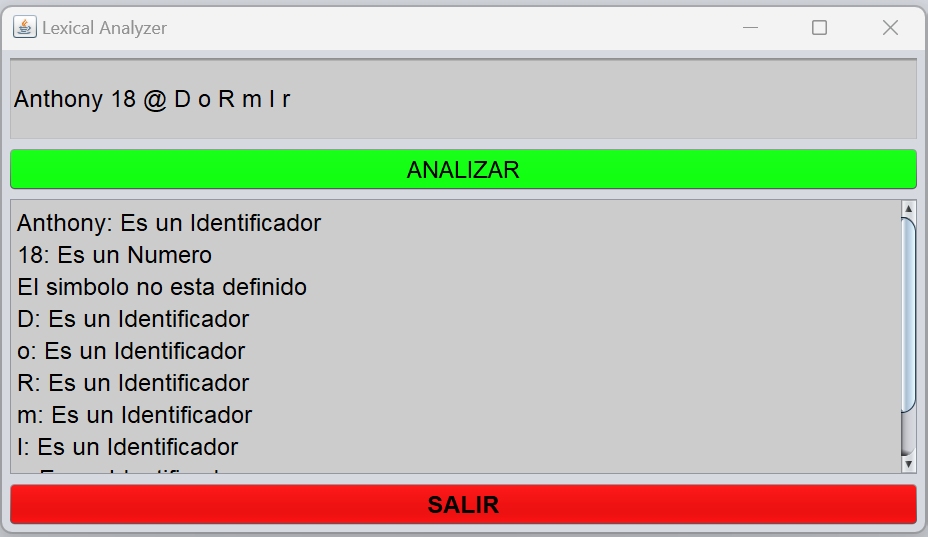 Lexical Analyzer
Anthony 18 @ D o R m I r
ANALIZAR
Anthony: Es un Identificador
18: Es un Numero
El simbolo no esta definido
D: Es un Identificador
o: Es un Identificador
R: Es un Identificador
m: Es un Identificador
I: Es un Identificador
SALIR